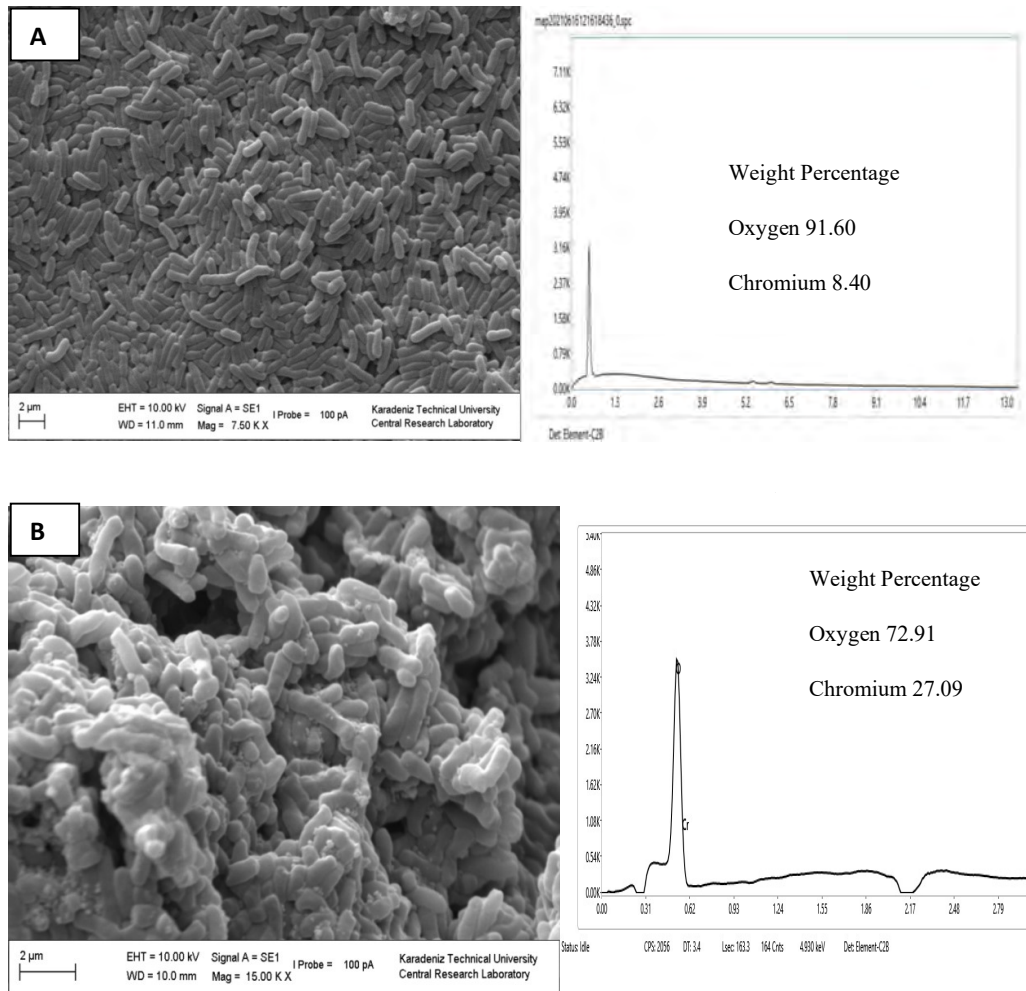 A
map20210616121618436_0.spc
7.11K
6.32K
5.53K
4.74K
3.95K
3.16K
2.37K
1.58K
0.79K
0.00K
0.0 1.3 2.6 3.9 5.2 6.5 7.8 9.1 10.4 11.7 13.0
Det: Element-C2B
Weight Percentage
Oxygen 91.60
Chromium 8.40
2 µm
EHT = 10.00 kV Signal A = SE1 I Probe = 100 pA Karadeniz Technical University
WD = 11.0 mm Mag = 7.50 K X Central Research Laboratory
B
5.40K
4.86K
4.32K
3.78K
3.24K
2.70K
2.16K
1.62K
1.08K
0.54K
0.00K
0.00 0.31 0.62 0.93 1.24 1.55 1.86 2.17 2.48 2.79
O
Cr
Weight Percentage
Oxygen 72.91
Chromium 27.09
Status: Idle CPS: 2056 DT: 3.4 Lsec: 163.3 164 Cnts 4.930 keV Det: Element-C2B
2 µm
EHT = 10.00 kV Signal A = SE1 I Probe = 100 pA Karadeniz Technical University
WD = 10.0 mm Mag = 15.00 K X Central Research Laboratory